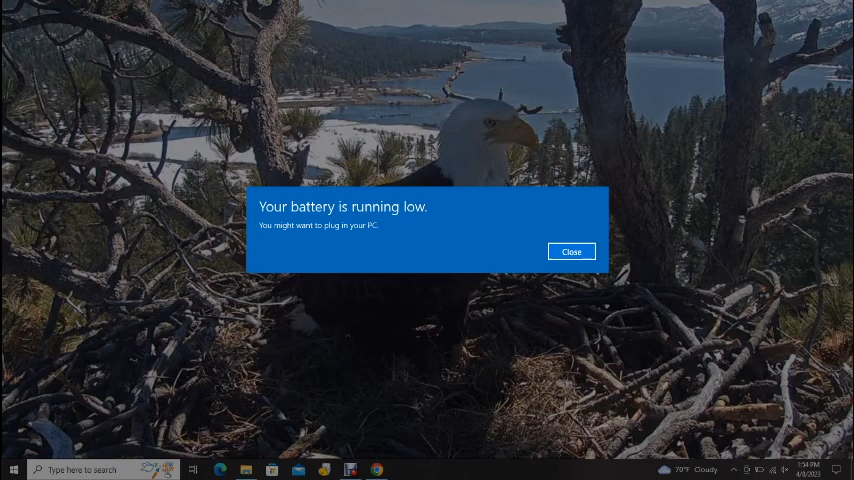 Your battery is running low.
You might want to plug in your PC.
Close
Type here to search
70°F Cloudy
1:34 PM
4/8/2023